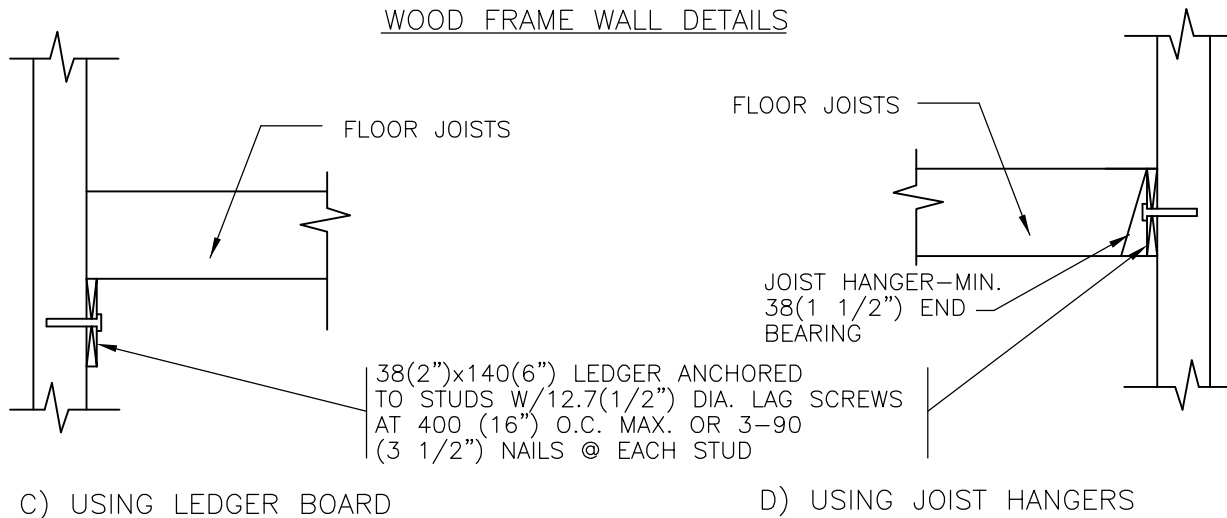 WOOD FRAME WALL DETAILS
FLOOR JOISTS
FLOOR JOISTS
JOIST HANGER–MIN.
38(1 1/2”) END
BEARING
38(2”)x140(6”) LEDGER ANCHORED
TO STUDS W/12.7(1/2”) DIA. LAG SCREWS
AT 400 (16”) O.C. MAX. OR 3–90
(3 1/2”) NAILS @ EACH STUD
C) USING LEDGER BOARD
D) USING JOIST HANGERS